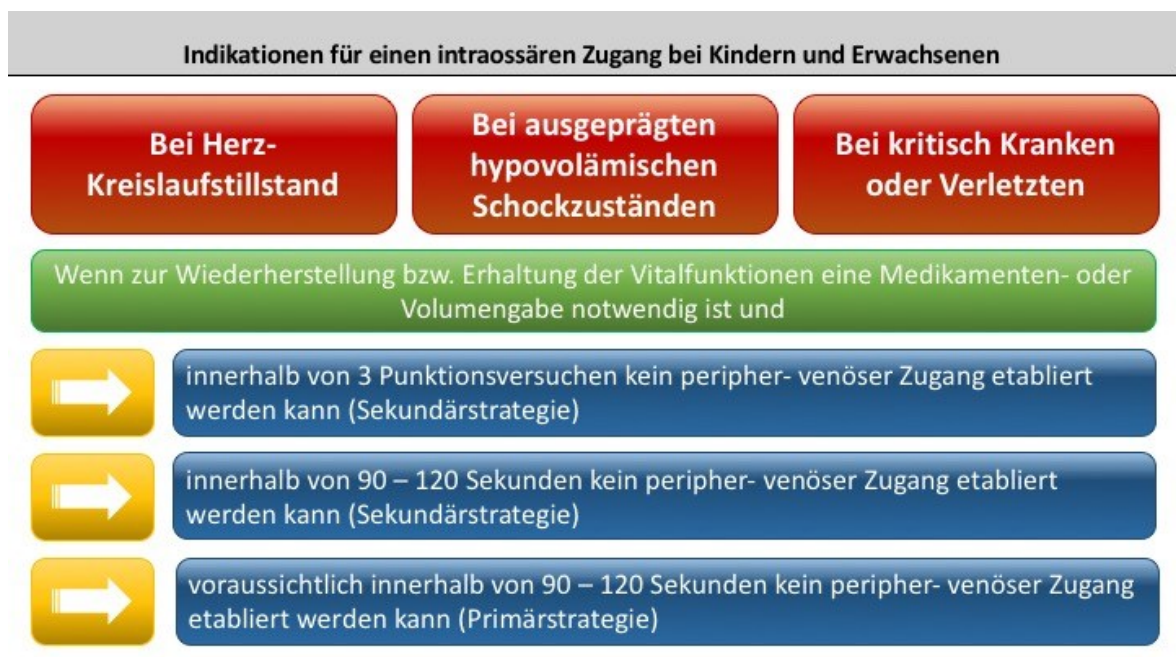 Indikationen für einen intraossären Zugang bei Kindern und Erwachsenen
Bei Herz-
Kreislaufstillstand
Bei ausgeprägten
hypovolämischen
Schockzuständen
Bei kritisch Kranken
oder Verletzten
Wenn zur Wiederherstellung bzw. Erhaltung der Vitalfunktionen eine Medikamenten- oder
Volumengabe notwendig ist und
innerhalb von 3 Punktionsversuchen kein peripher- venöser Zugang etabliert
werden kann (Sekundärstrategie)
innerhalb von 90 – 120 Sekunden kein peripher- venöser Zugang etabliert
werden kann (Sekundärstrategie)
voraussichtlich innerhalb von 90 – 120 Sekunden kein peripher- venöser Zugang
etabliert werden kann (Primärstrategie)